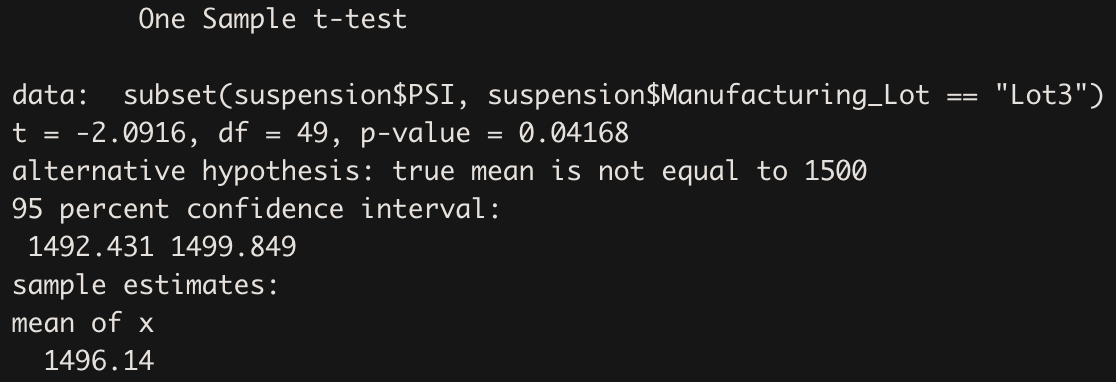 One Sample t-test
data:  subset(suspension$PSI, suspension$Manufacturing_Lot == "Lot3")
t = -2.0916, df = 49, p-value = 0.04168
alternative hypothesis: true mean is not equal to 1500
95 percent confidence interval:
1492.431 1499.849
sample estimates:
mean of x
1496.14